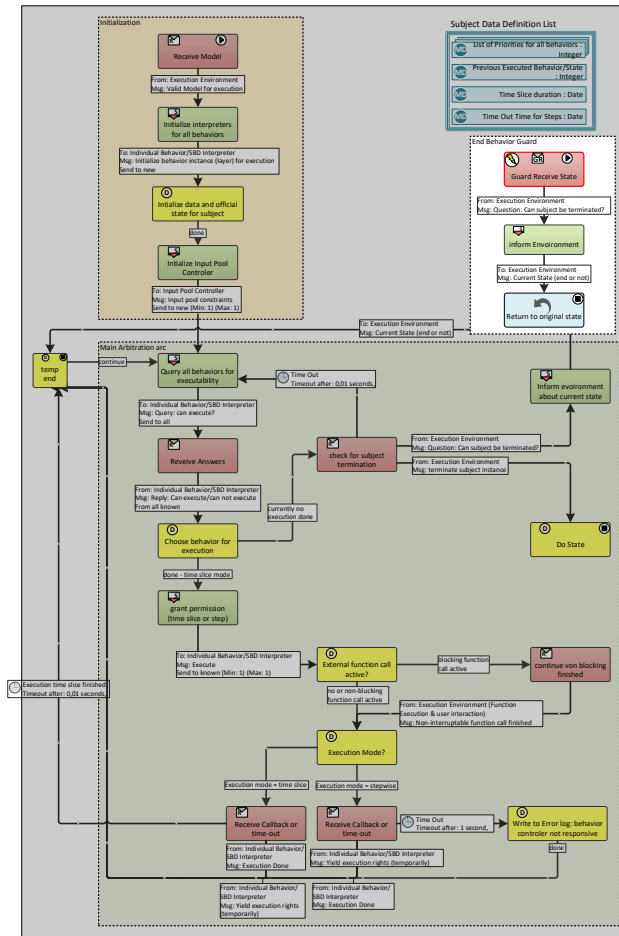 Initialization
Receive Model
From: Execution Environment
Msg: Valid Model for execution
Initialize interpreters
for all behaviors
To: Individual Behavior/SBD Interpreter
Msg: Initialize behavior instance (layer) for execution
Send to new
D
Intialize data and official
state for subject
done
Intialize Input Pool
Controler
To: Input Pool Controller
Msg: Input pool constraints
Send to new (Min: 1) (Max: 1)
Subject Data Definition List
MD
List of Priorities for all behaviors :
Integer
MD
Previous Executed Behavior/State
: Integer
MD
Time Slice duration : Date
MD
Time Out Time for Steps : Date
End Behavior Guard
GR
Guard Receive State
From: Execution Environment
Msg: Question: Can subject be terminated?
S
inform Envoironment
To: Execution Environment
Msg: Current State (end or not)
Return to original state
To: Execution Environment
Msg: Current State (end or not)
Main Arbitration arc
D
temp
end
continue
Query all behaviors for
executability
Time Out
Timeout after: 0,01 seconds,
S
Inform evoironment
about current state
To: Individual Behavior/SBD Interpreter
Msg: Query: can execute?
Send to all
R
Reveive Answers
R
check for subject
termination
From: Execution Environment
Msg: Question: Can subject be terminated?
From: Execution Environment
Msg: terminate subject instance
From: Individual Behavior/SBD Interpreter
Msg: Reply: Can execute/can not execute
From all known
currently no
execution done
D
Choose behavior for
execution
D
Do State
done - time slice mode
S
grant permission
(time slice or step)
To: Individual Behavior/SBD Interpreter
Msg: Execute
Send to known (Min: 1) (Max: 1)
D
External function call
active?
blocking function
call active
R
continue von blocking
finished
Execution time slice finished
Timeout after: 0,01 seconds,
no or non-blocking
function call active
From: Execution Environment (Function
Execution & user interaction)
Msg: Non-interruptable function call finished
D
Execution Mode?
Execution mode = time slice
Execution mode = stepwise
R
Receive Callback or
time-out
R
Receive Callback or
time-out
Time Out
Timeout after: 1 second,
D
Write to Error log: behavior
controler not responsive
From: Individual Behavior/
SBD Interpreter
Msg: Execution Done
From: Individual Behavior/SBD Interpreter
Msg: Yield execution rights (temporarily)
done
From: Individual Behavior/
SBD Interpreter
Msg: Yield execution rights
(temporarily)
From: Individual Behavior/
SBD Interpreter
Msg: Execution Done